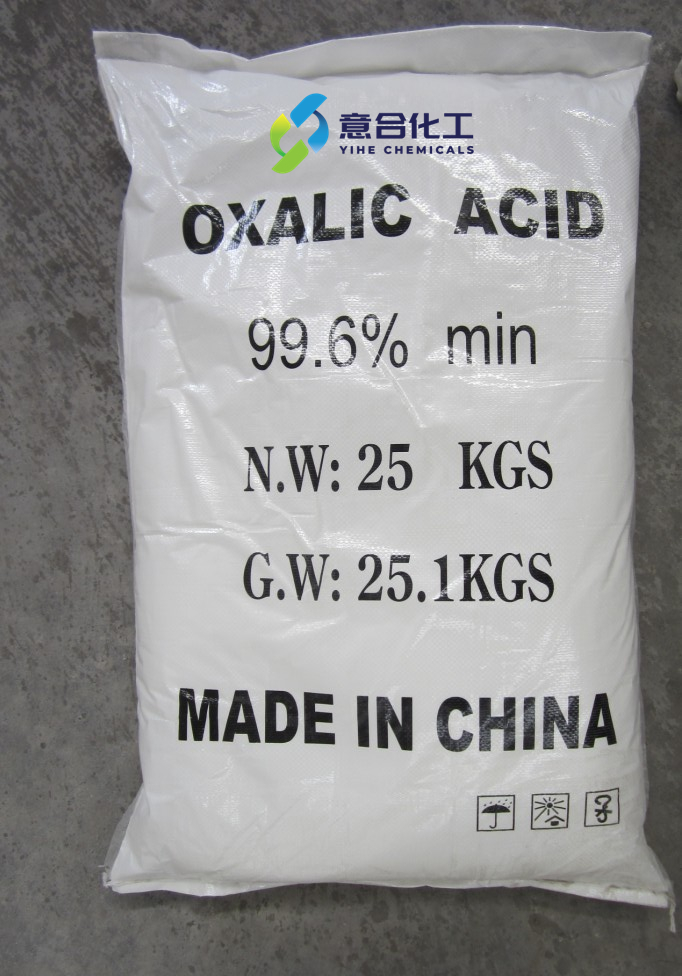 意合化工
YIHE CHEMICALS
OXALIC ACID
99.6% min
N.W: 25 KGS
G.W: 25.1KGS
MADE IN CHINA